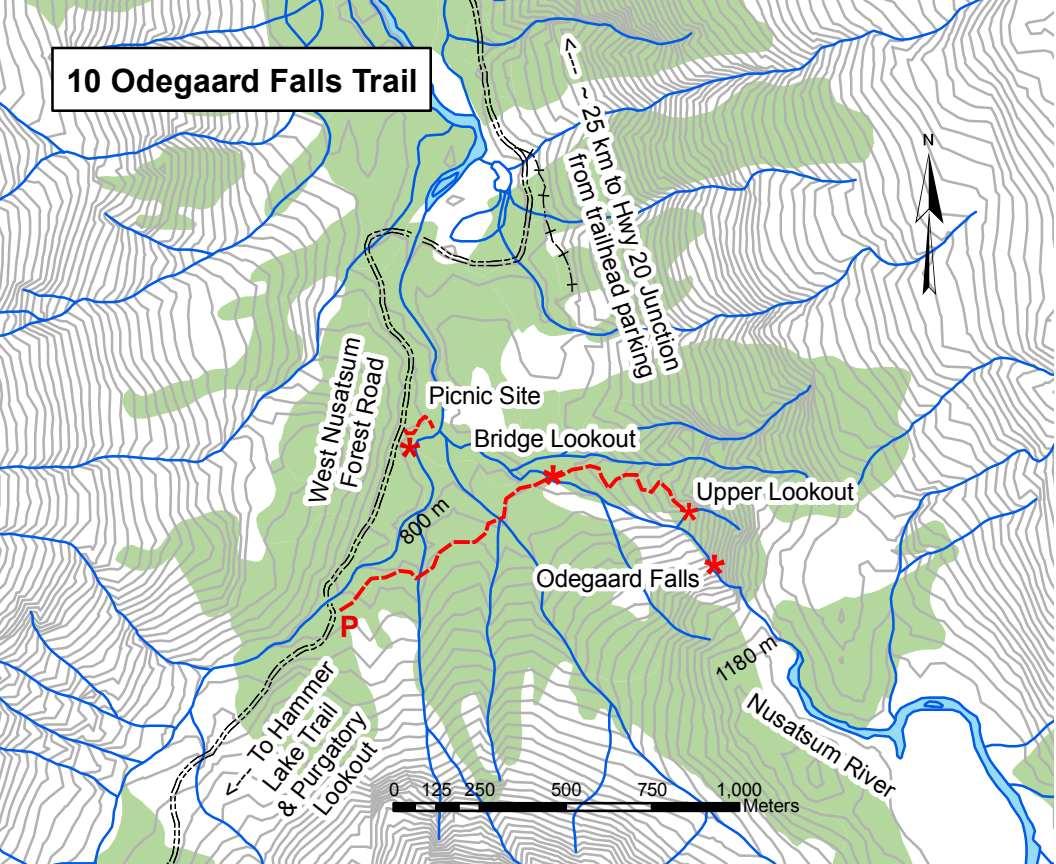 10 Odegaard Falls Trail
<--- ~ 25 km to Hwy 20 Junction
from trailhead parking
N
West Nusatsum
Forest Road
Picnic Site
Bridge Lookout
Upper Lookout
800 m
Odegaard Falls
P
1180 m
Nusatsum River
<---- To Hammer
Lake Trail
& Purgatory
Lookout
0 125 250 500 750 1,000
Meters